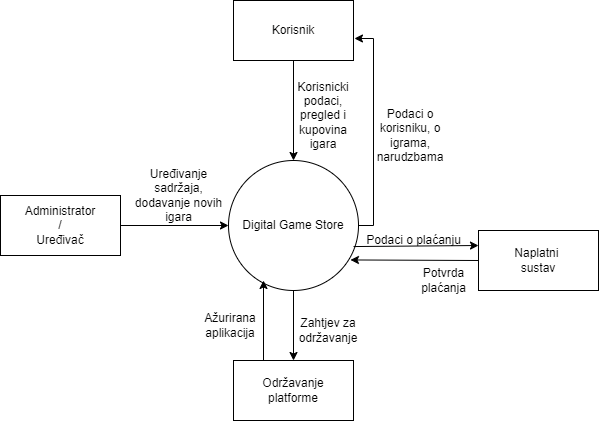 Korisnik
Korisnicki
podaci,
pregled i
kupovina
igara
Podaci o
korisniku, o
igrama,
narudzbama
Uređivanje
sadržaja,
dodavanje novih
igara
Administrator
/
Uređivač
Digital Game Store
Podaci o plaćanju
Potvrda
plaćanja
Naplatni
sustav
Ažurirana
aplikacija
Zahtjev za
održavanje
Održavanje
platforme